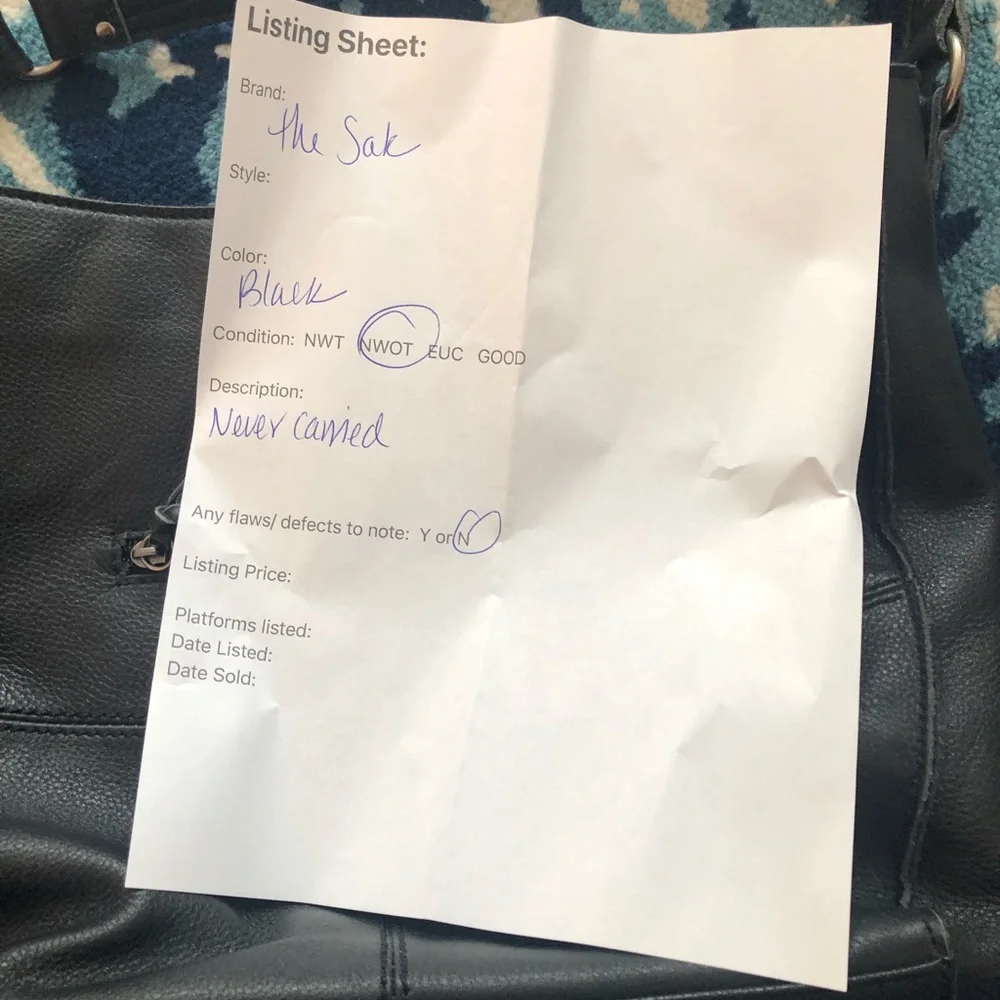 Listing Sheet:
Brand:
the Sak
Style:
Color:
Black
Condition: NWT NWOT EUC GOOD
Description:
Never carried
Any flaws/ defects to note: Y or N
Listing Price:
Platforms listed:
Date Listed:
Date Sold: